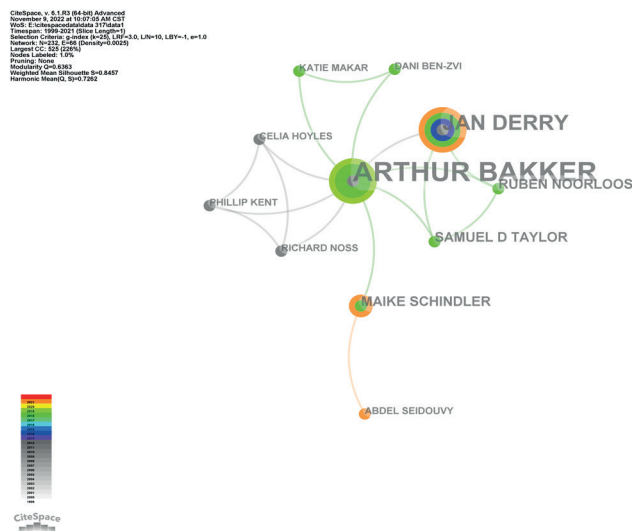 CiteSpace, v. 6.1.R3 (64-bit) Advanced
November 9, 2022 at 10:07:05 AM CST
WoS: E:\citespacedata\data 317\data1
Timespan: 1999-2021 (Slice Length=1)
Selection Criteria: g-index (k=25), LRF=3.0, L/N=10, LBY=-1, e=1.0
Network: N=232, E=66 (Density=0.0025)
Largest CC: 525 (226%)
Nodes Labeled: 1.0%
Pruning: None
Modularity Q=0.6363
Weighted Mean Silhouette S=0.8457
Harmonic Mean(Q, S)=0.7262
KATIE MAKAR
DANI BEN-ZVI
JAN DERRY
CELIA HOYLES
ARTHUR BAKKER
RUBEN NOORLOOS
PHILLIP KENT
SAMUEL D TAYLOR
RICHARD NOSS
MAIKE SCHINDLER
ABDEL SEIDOUVY
CiteSpace